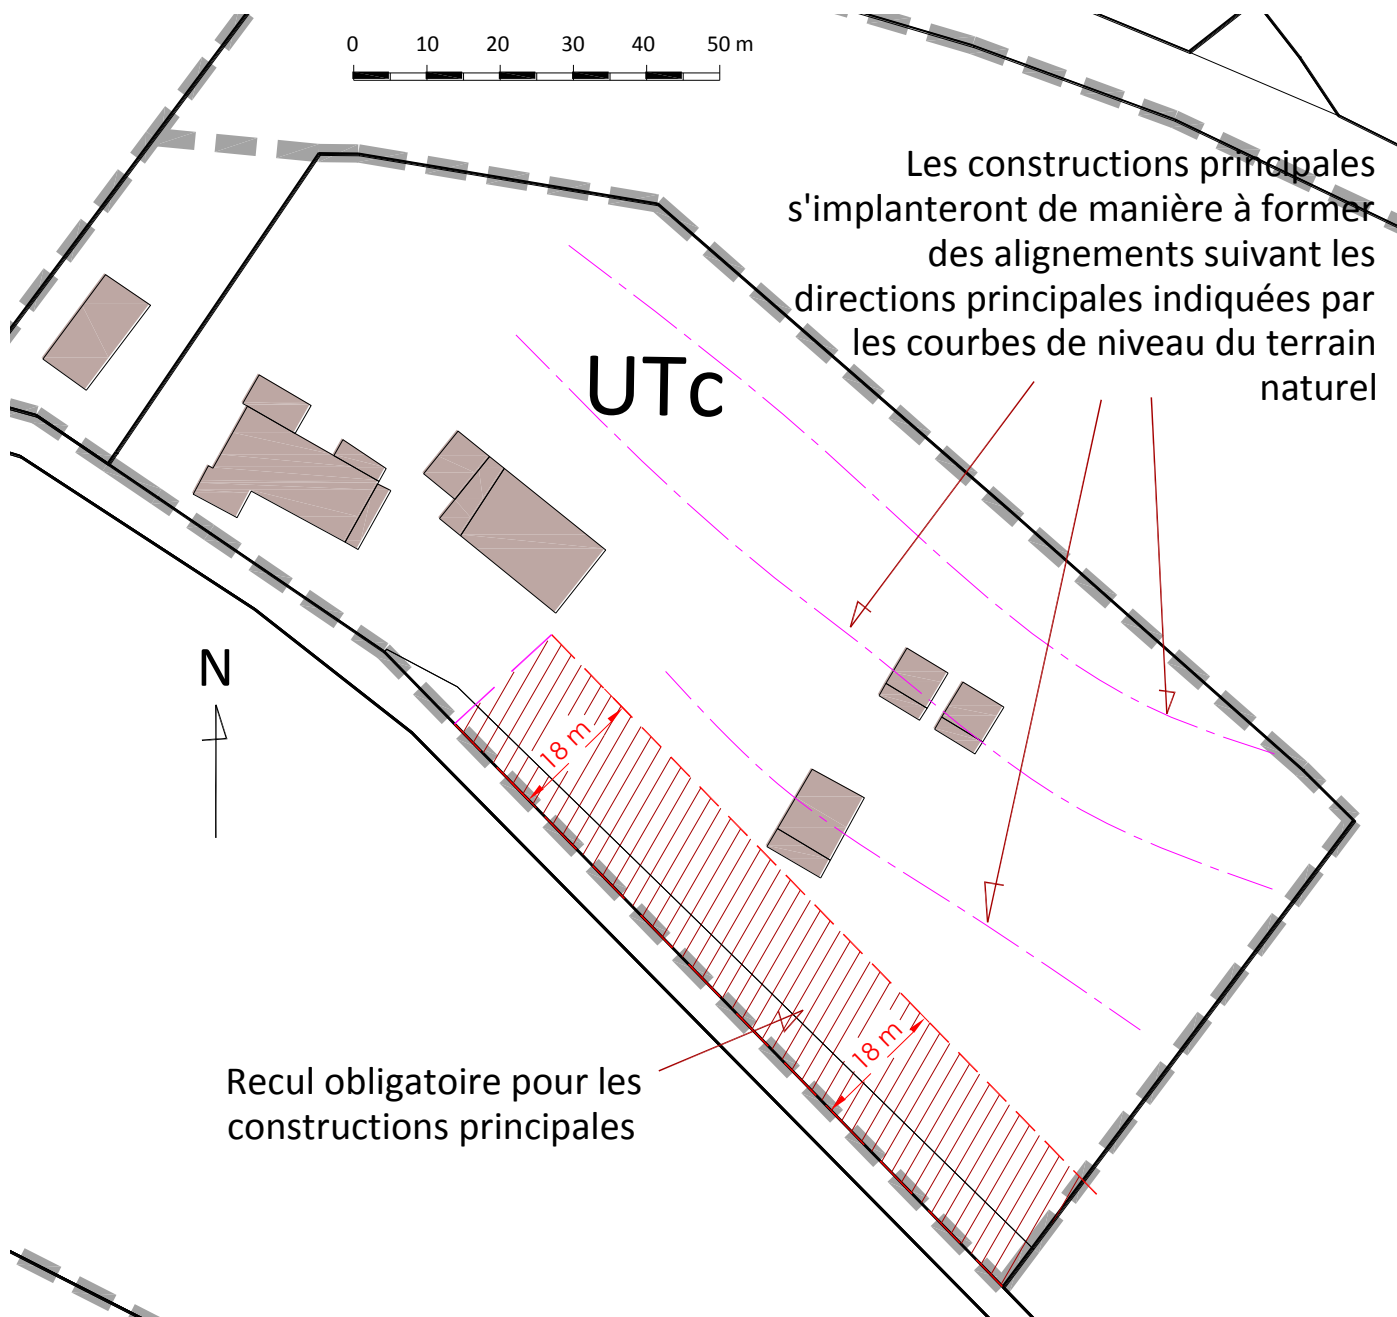 0 10 20 30 40 50 m
Les constructions principales
s'implanteront de manière à former
des alignements suivant les
directions principales indiquées par
les courbes de niveau du terrain
naturel
UTc
N
18 m
18 m
Recul obligatoire pour les
constructions principales